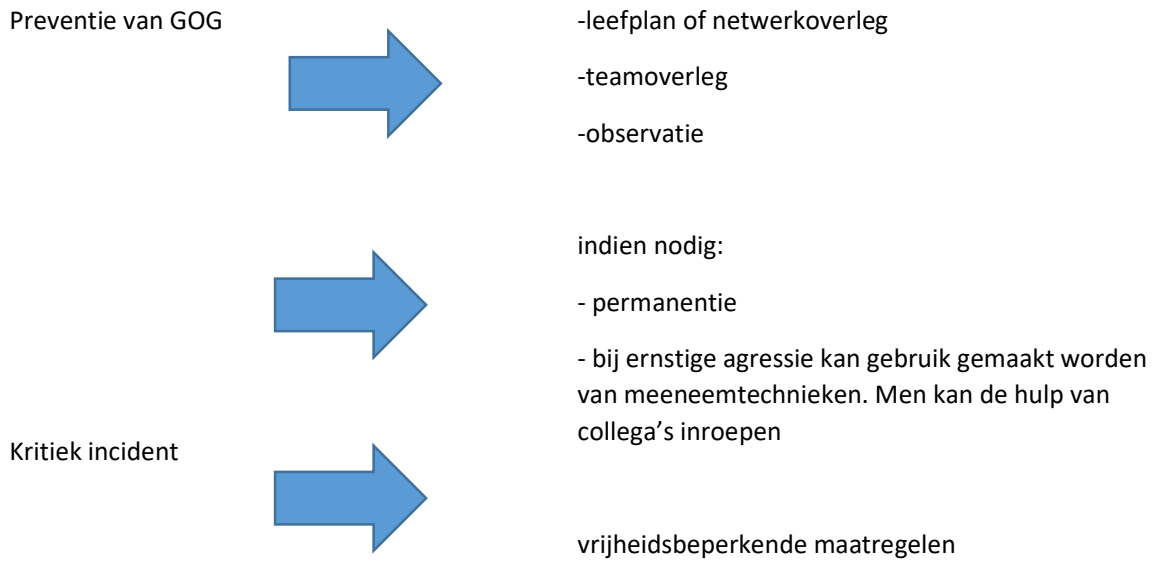 Preventie van GOG
-leefplan of netwerkoverleg
-teamoverleg
-observatie
indien nodig:
- permanentie
- bij ernstige agressie kan gebruik gemaakt worden
van meeneemtechnieken. Men kan de hulp van
collega’s inroepen
Kritiek incident
vrijheidsbeperkende maatregelen